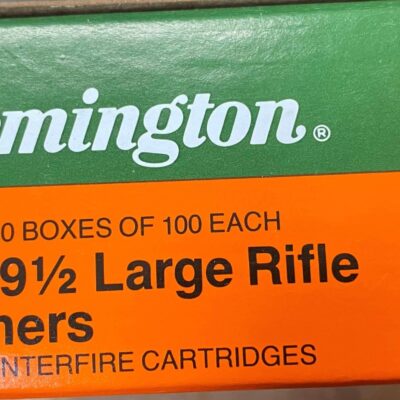 mington®
0 BOXES OF 100 EACH
9½ Large Rifle
ners
NTERFIRE CARTRIDGES